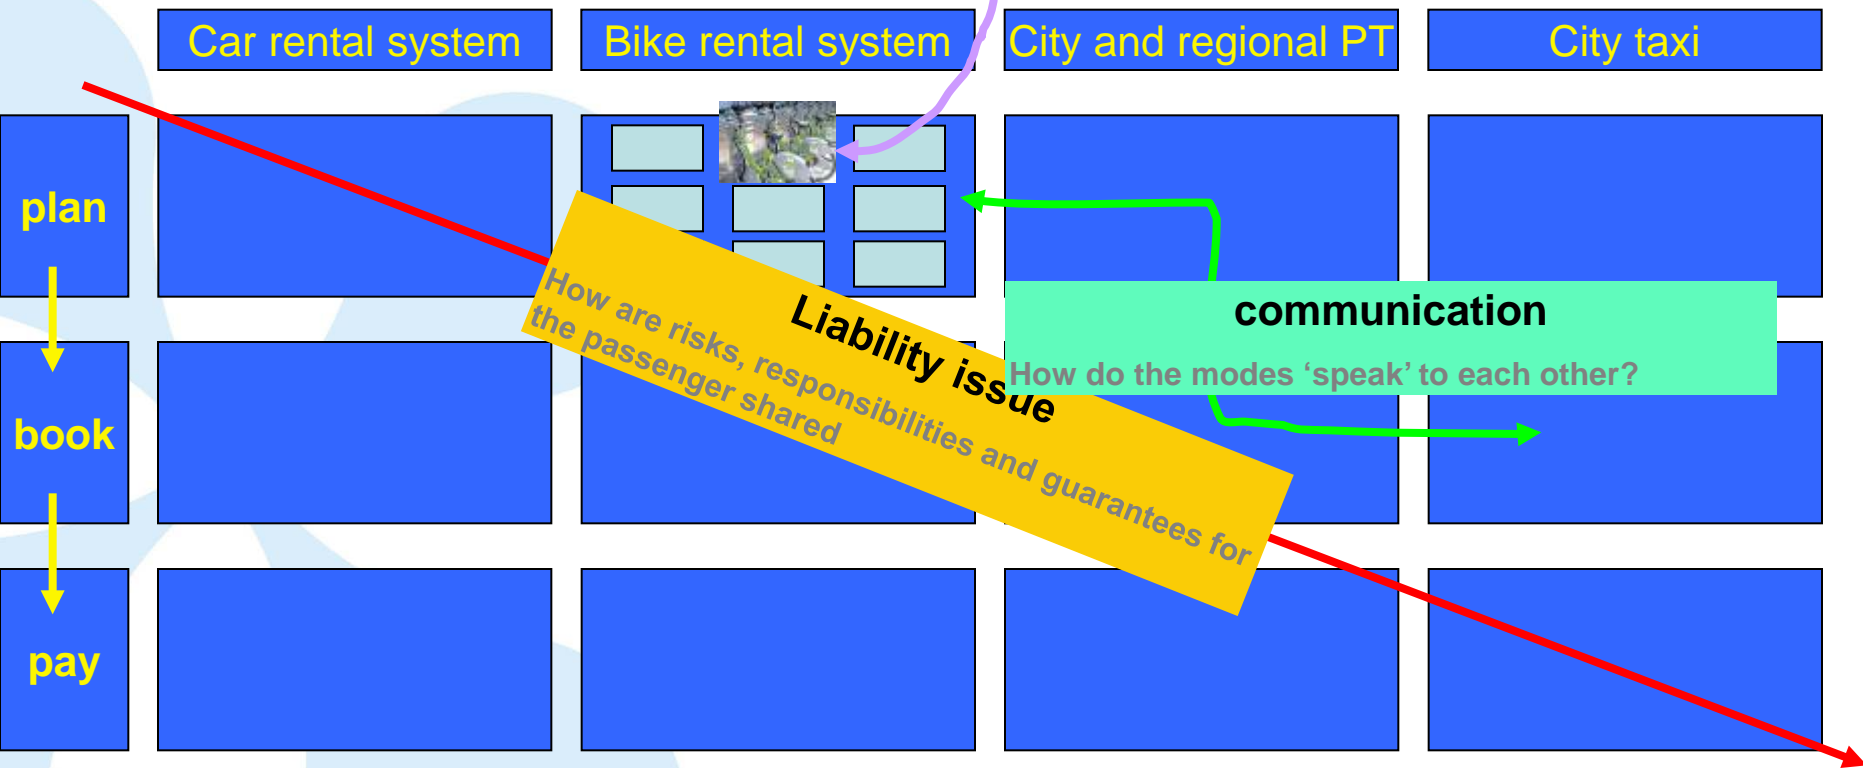 Car rental system
Bike rental system
City and regional PT
City taxi
plan
book
pay
Liability issue
How are risks, responsibilities and guarantees for
the passenger shared
communication
How do the modes ‘speak’ to each other?